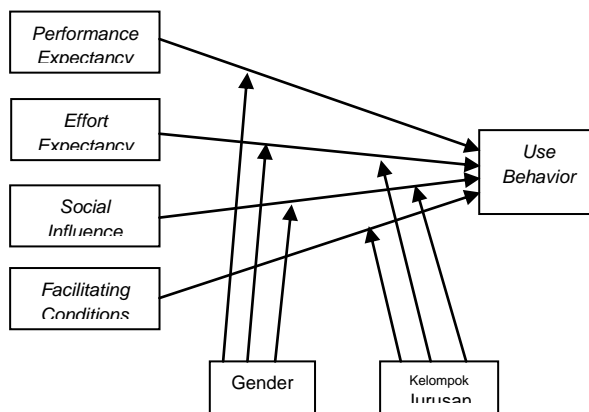 Performance
Expectancy
Effort
Expectancy
Use
Behavior
Social
Influence
Facilitating
Conditions
Gender
Kelompok
Jurusan